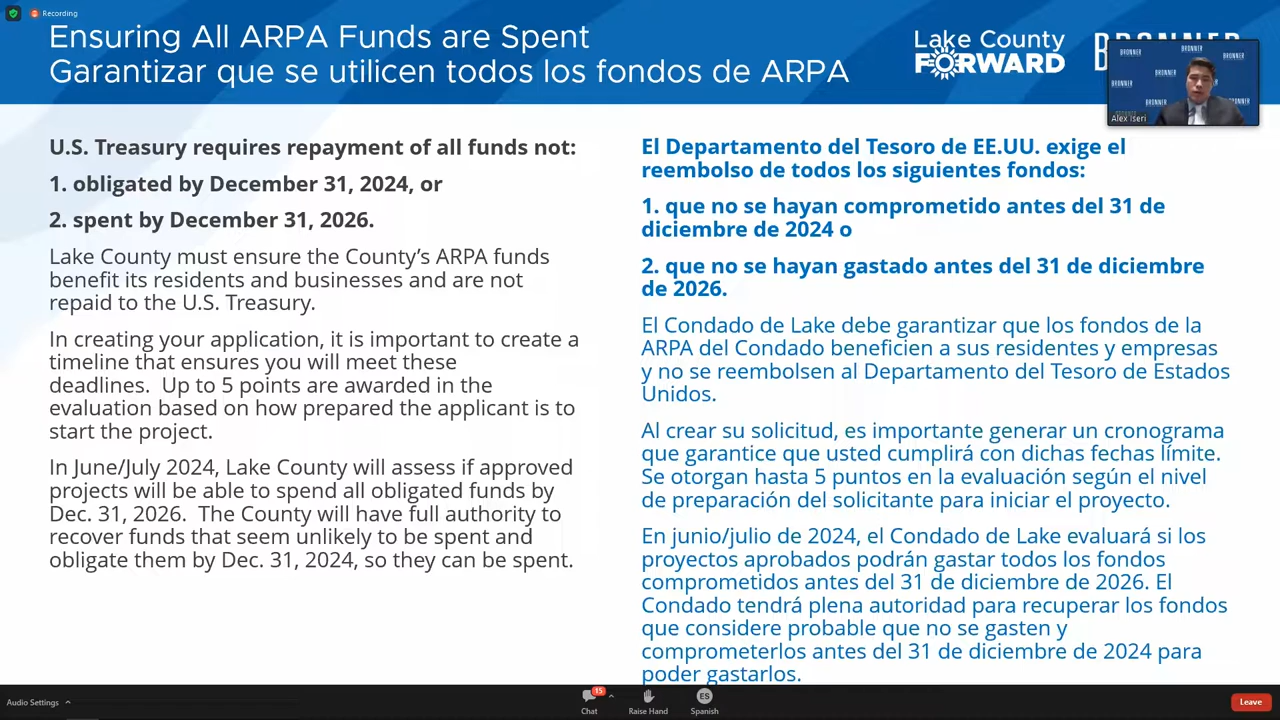 Recording
Ensuring All ARPA Funds are Spent
Garantizar que se utilicen todos los fondos de ARPA
Lake County
FORWARD
BRONNER
BRONNER
BRONNER
BRONNER
BRONNER
BRONNER
Alex Iseri
U.S. Treasury requires repayment of all funds not:
1. obligated by December 31, 2024, or
2. spent by December 31, 2026.
Lake County must ensure the County’s ARPA funds
benefit its residents and businesses and are not
repaid to the U.S. Treasury.
In creating your application, it is important to create a
timeline that ensures you will meet these
deadlines.  Up to 5 points are awarded in the
evaluation based on how prepared the applicant is to
start the project.
In June/July 2024, Lake County will assess if approved
projects will be able to spend all obligated funds by
Dec. 31, 2026.  The County will have full authority to
recover funds that seem unlikely to be spent and
obligate them by Dec. 31, 2024, so they can be spent.
El Departamento del Tesoro de EE.UU. exige el
reembolso de todos los siguientes fondos:
1. que no se hayan comprometido antes del 31 de
diciembre de 2024 o
2. que no se hayan gastado antes del 31 de diciembre
de 2026.
El Condado de Lake debe garantizar que los fondos de la
ARPA del Condado beneficien a sus residentes y empresas
y no se reembolsen al Departamento del Tesoro de Estados
Unidos.
Al crear su solicitud, es importante generar un cronograma
que garantice que usted cumplirá con dichas fechas límite.
Se otorgan hasta 5 puntos en la evaluación según el nivel
de preparación del solicitante para iniciar el proyecto.
En junio/julio de 2024, el Condado de Lake evaluará si los
proyectos aprobados podrán gastar todos los fondos
comprometidos antes del 31 de diciembre de 2026. El
Condado tendrá plena autoridad para recuperar los fondos
que considere probable que no se gasten y
comprometerlos antes del 31 de diciembre de 2024 para
poder gastarlos.
Audio Settings
15
Chat
Raise Hand
ES
Spanish
Leave